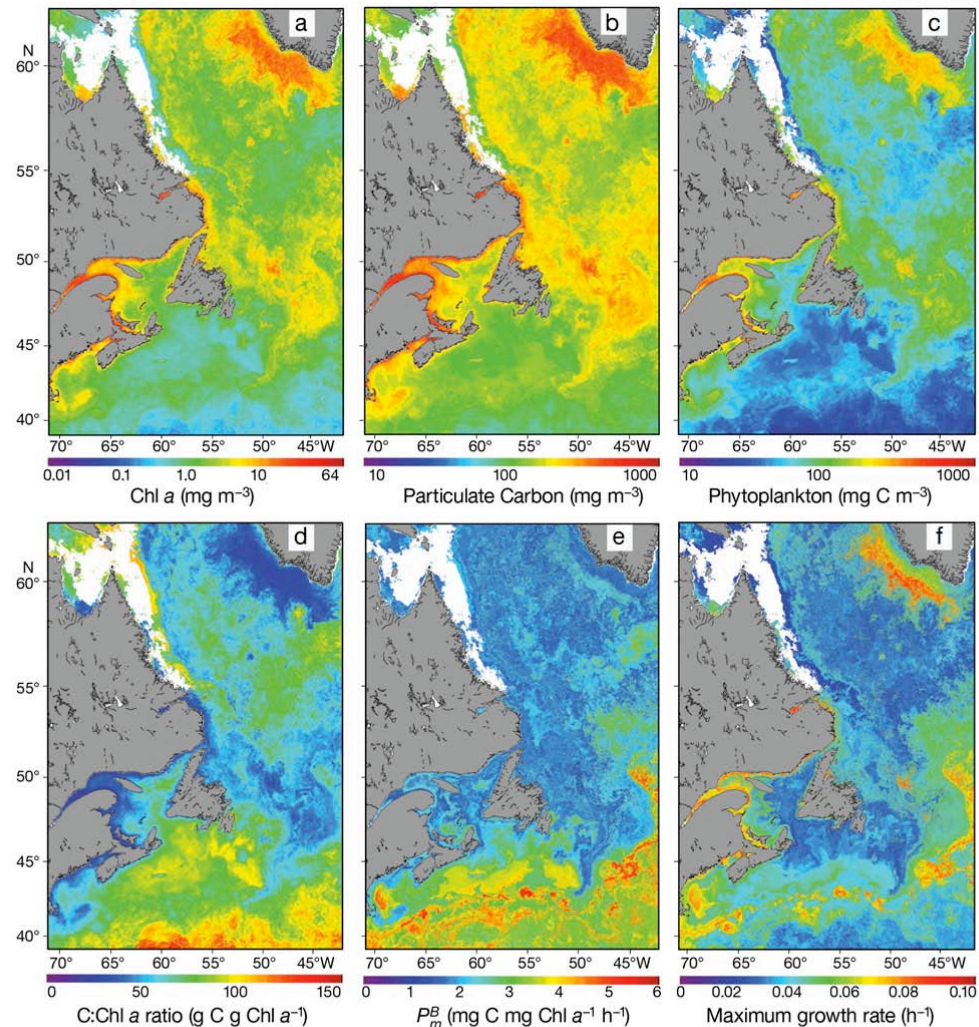 a b c
N
60°
55°
50°
45°
40°
70° 65 60 55 50 45W 70° 65 60 55 50 45W 70° 65 60 55 50 45W
0.01 0.1 1.0 10 64 10 100 1000 10 100 1000
Chl a (mg m⁻³) Particulate Carbon (mg m⁻³) Phytoplankton (mg C m⁻³)
d e f
N
60°
55°
50°
45°
40°
70° 65 60 55 50 45°W 70° 65 60 55 50 45°W 70° 65 60 55 50 45°W
0 50 100 150 0 1 2 3 4 5 6 0 0.02 0.04 0.06 0.08 0.10
C:Chl a ratio (g C g Chl a⁻¹) Pᴮₘ (mg C mg Chl a⁻¹ h⁻¹) Maximum growth rate (h⁻¹)